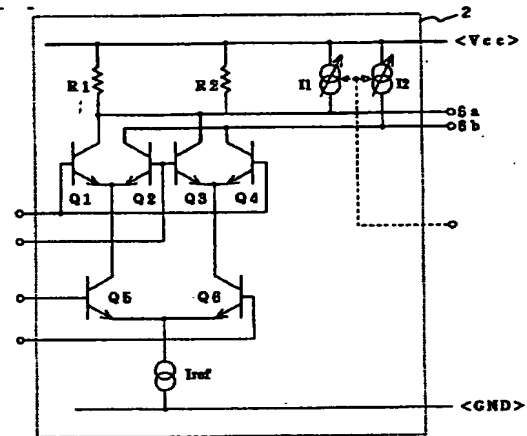 2
<Vcc>
R1
R2
I1
I2
6a
6b
Q1
Q2
Q3
Q4
Q5
Q6
Iref
<GND>